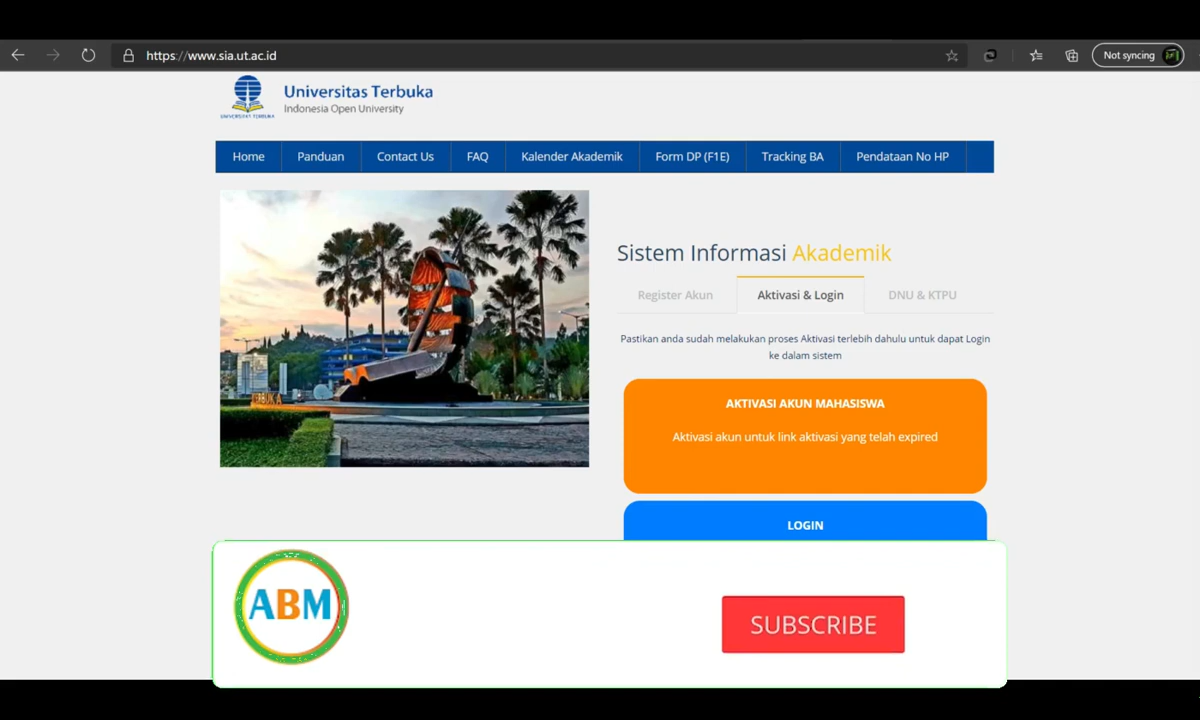 https://www.sia.ut.ac.id
Not syncing
UNIVERSITAS TERBUKA
Universitas Terbuka
Indonesia Open University
Home
Panduan
Contact Us
FAQ
Kalender Akademik
Form DP (F1E)
Tracking BA
Pendataan No HP
Sistem Informasi Akademik
Register Akun
Aktivasi & Login
DNU & KTPU
Pastikan anda sudah melakukan proses Aktivasi terlebih dahulu untuk dapat Login
ke dalam sistem
AKTIVASI AKUN MAHASISWA
Aktivasi akun untuk link aktivasi yang telah expired
LOGIN
ABM
SUBSCRIBE